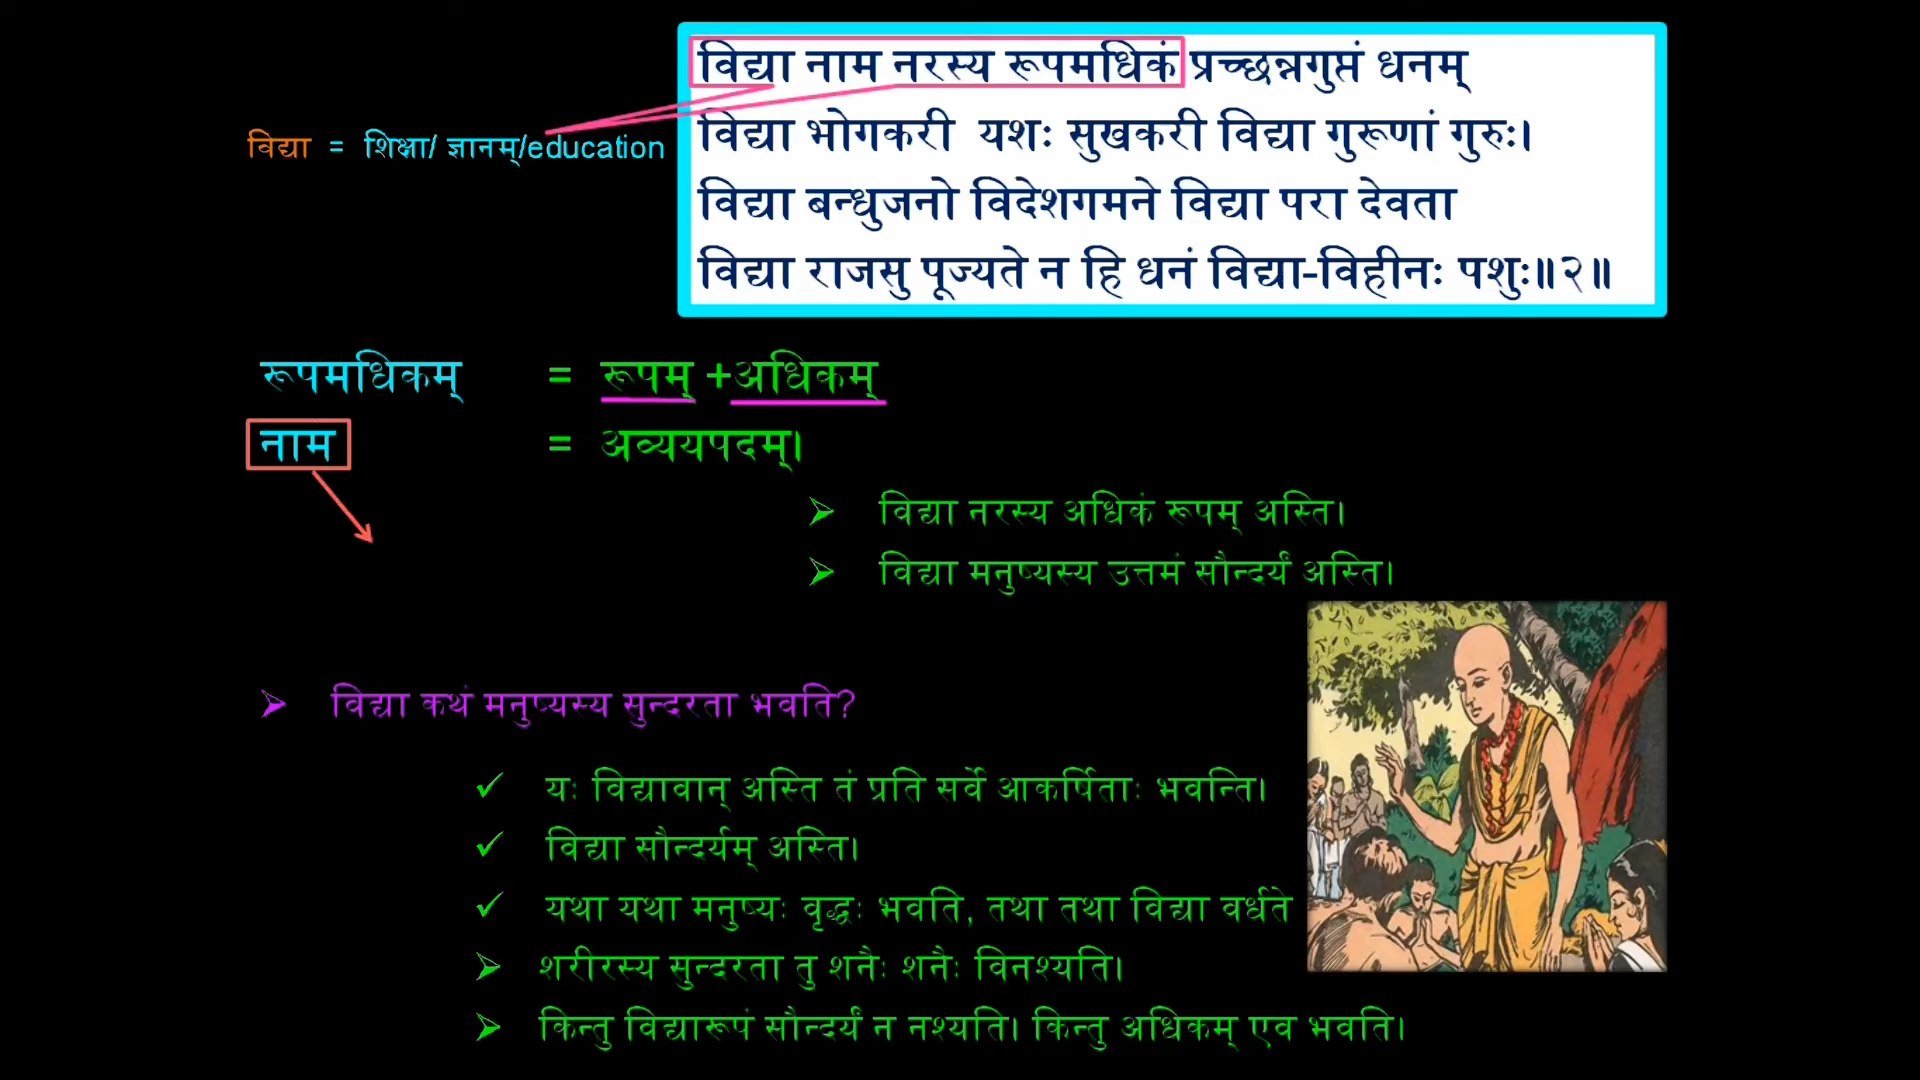 विद्या नाम नरस्य रूपमधिकं प्रच्छन्नगुप्तं धनम्
विद्या भोगकरी यशः सुखकरी विद्या गुरूणां गुरुः।
विद्या बन्धुजनो विदेशगमने विद्या परा देवता
विद्या राजसु पूज्यते न हि धनं विद्या-विहीनः पशुः॥२॥
विद्या = शिक्षा/ ज्ञानम्/education
रूपमधिकम् = रूपम् +अधिकम्
नाम = अव्ययपदम्।
➢ विद्या नरस्य अधिकं रूपम् अस्ति।
➢ विद्या मनुष्यस्य उत्तमं सौन्दर्यं अस्ति।
➢ विद्या कथं मनुष्यस्य सुन्दरता भवति?
✓ यः विद्यावान् अस्ति तं प्रति सर्वे आकर्षिताः भवन्ति।
✓ विद्या सौन्दर्यम् अस्ति।
✓ यथा यथा मनुष्यः वृद्धः भवति, तथा तथा विद्या वर्धते
➢ शरीरस्य सुन्दरता तु शनैः शनैः विनश्यति।
➢ किन्तु विद्यारूपं सौन्दर्यं न नश्यति। किन्तु अधिकम् एव भवति।